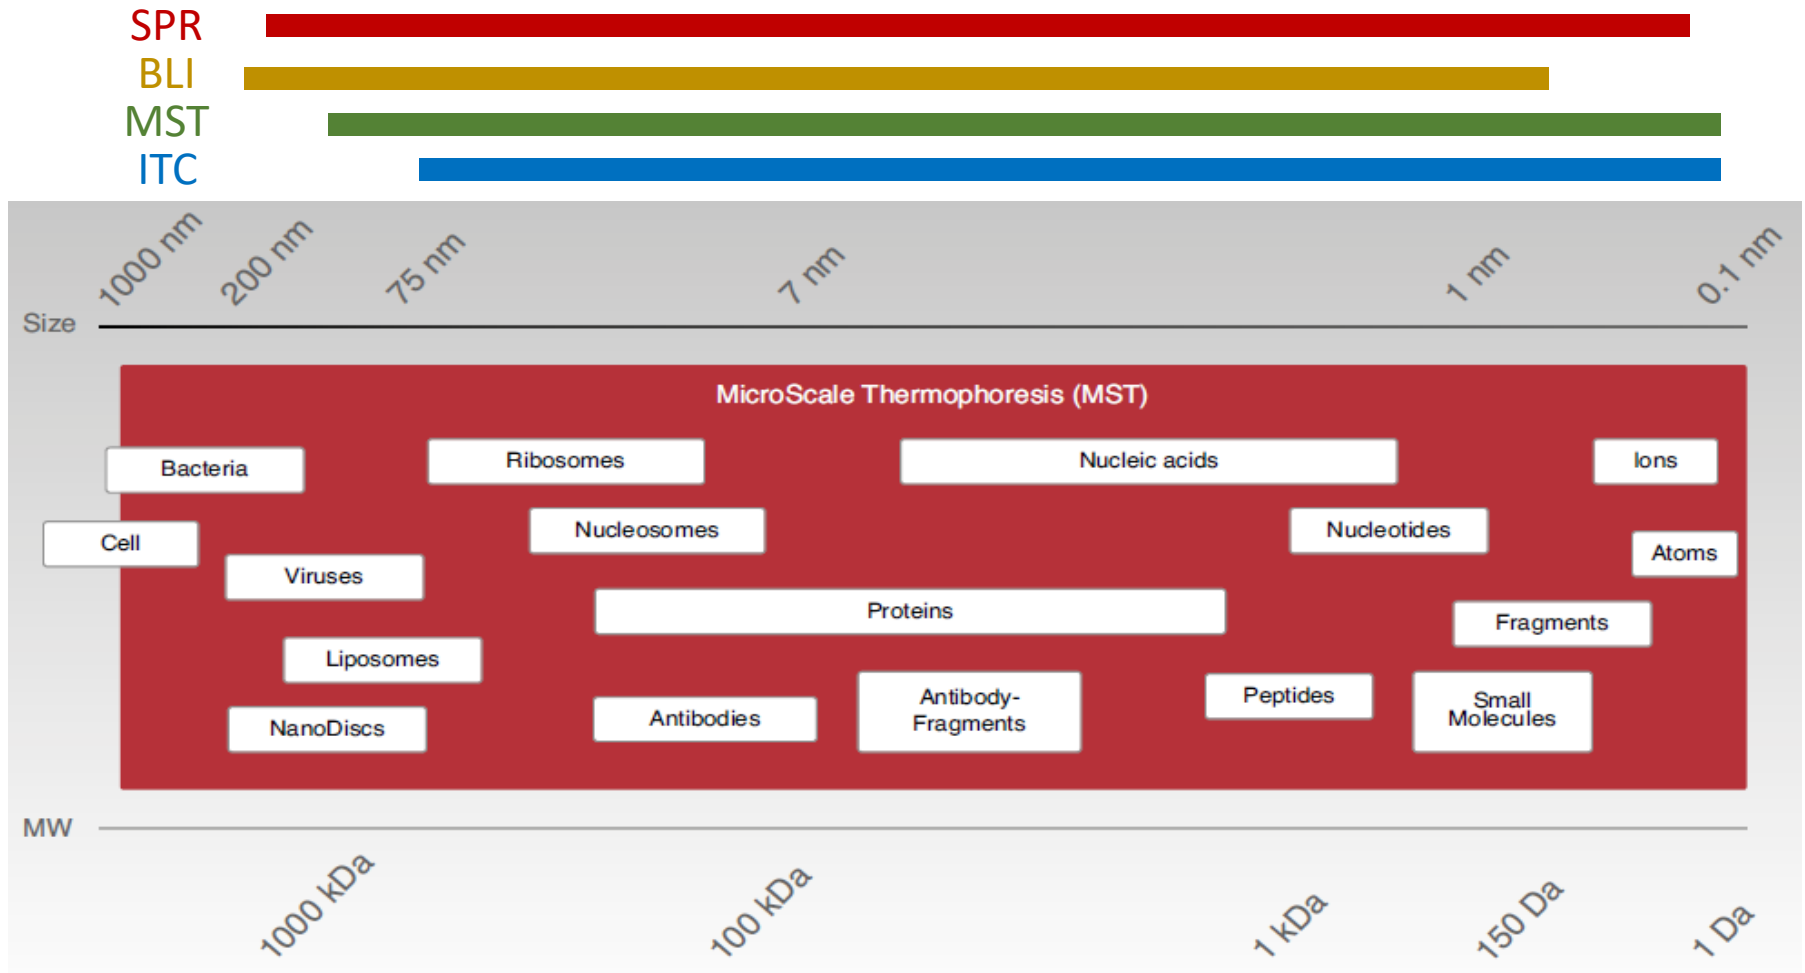 SPR
BLI
MST
ITC
1000 nm
200 nm
75 nm
7 nm
1 nm
0.1 nm
Size
MicroScale Thermophoresis (MST)
Bacteria
Ribosomes
Nucleic acids
Ions
Cell
Nucleosomes
Nucleotides
Atoms
Viruses
Proteins
Fragments
Liposomes
NanoDiscs
Antibodies
Antibody-
Fragments
Peptides
Small
Molecules
MW
1000 kDa
100 kDa
1 kDa
150 Da
1 Da